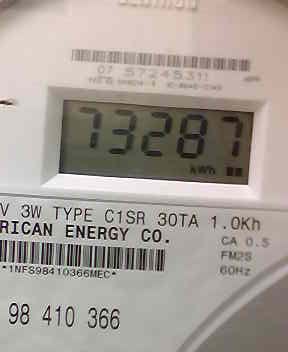 07 57245311
73287
kWh
V 3W TYPE C1SR 30TA 1.0Kh
RICAN ENERGY CO.
CA 0.5
FM2S
60Hz
*1NFS98410366MEC*
98 410 366